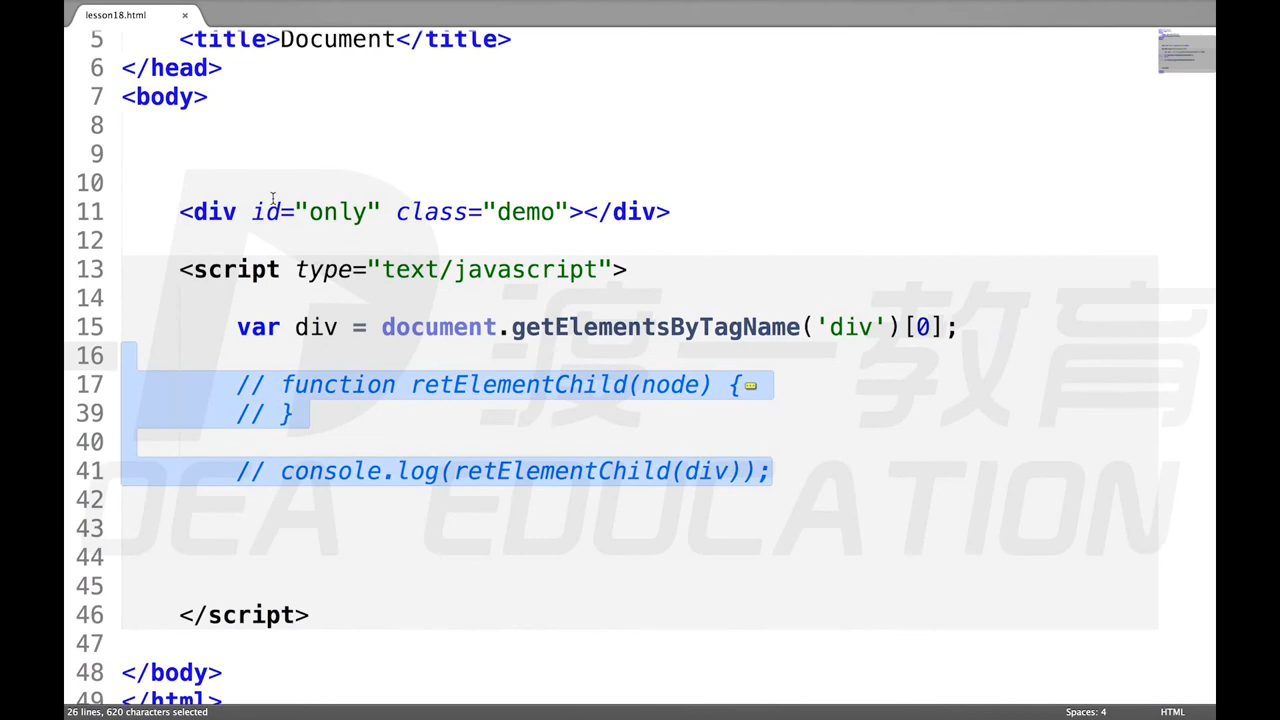 lesson18.html ×
5 <title>Document</title>
6 </head>
7 <body>
8
9
10
11 <div id="only" class="demo"></div>
12
13 <script type="text/javascript">
14
15 var div = document.getElementsByTagName('div')[0];
16
17 // function retElementChild(node) {
39 // }
40
41 // console.log(retElementChild(div));
42
43
44
45
46 </script>
47
48 </body>
49 </html>
渡一教育
IDEA EDUCATION
26 lines, 620 characters selected Spaces: 4 HTML